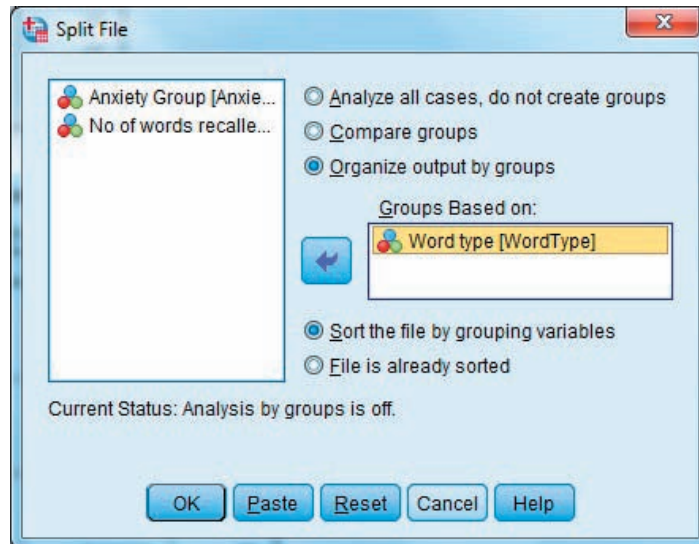 Split File
X
Anxiety Group [Anxie...
No of words recalle...
Analyze all cases, do not create groups
Compare groups
Organize output by groups
Groups Based on:
Word type [WordType]
Sort the file by grouping variables
File is already sorted
Current Status: Analysis by groups is off.
OK
Paste
Reset
Cancel
Help